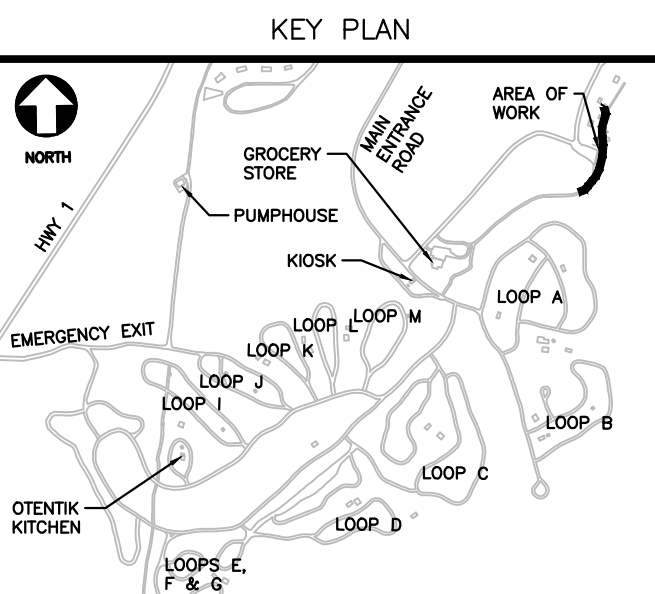 KEY PLAN
NORTH
HWY 1
MAIN
ENTRANCE
ROAD
AREA OF
WORK
GROCERY
STORE
PUMPHOUSE
KIOSK
LOOP A
EMERGENCY EXIT
LOOP M
LOOP L
LOOP K
LOOP J
LOOP I
LOOP B
LOOP C
OTENTIK
KITCHEN
LOOP D
LOOPS E,
F & G